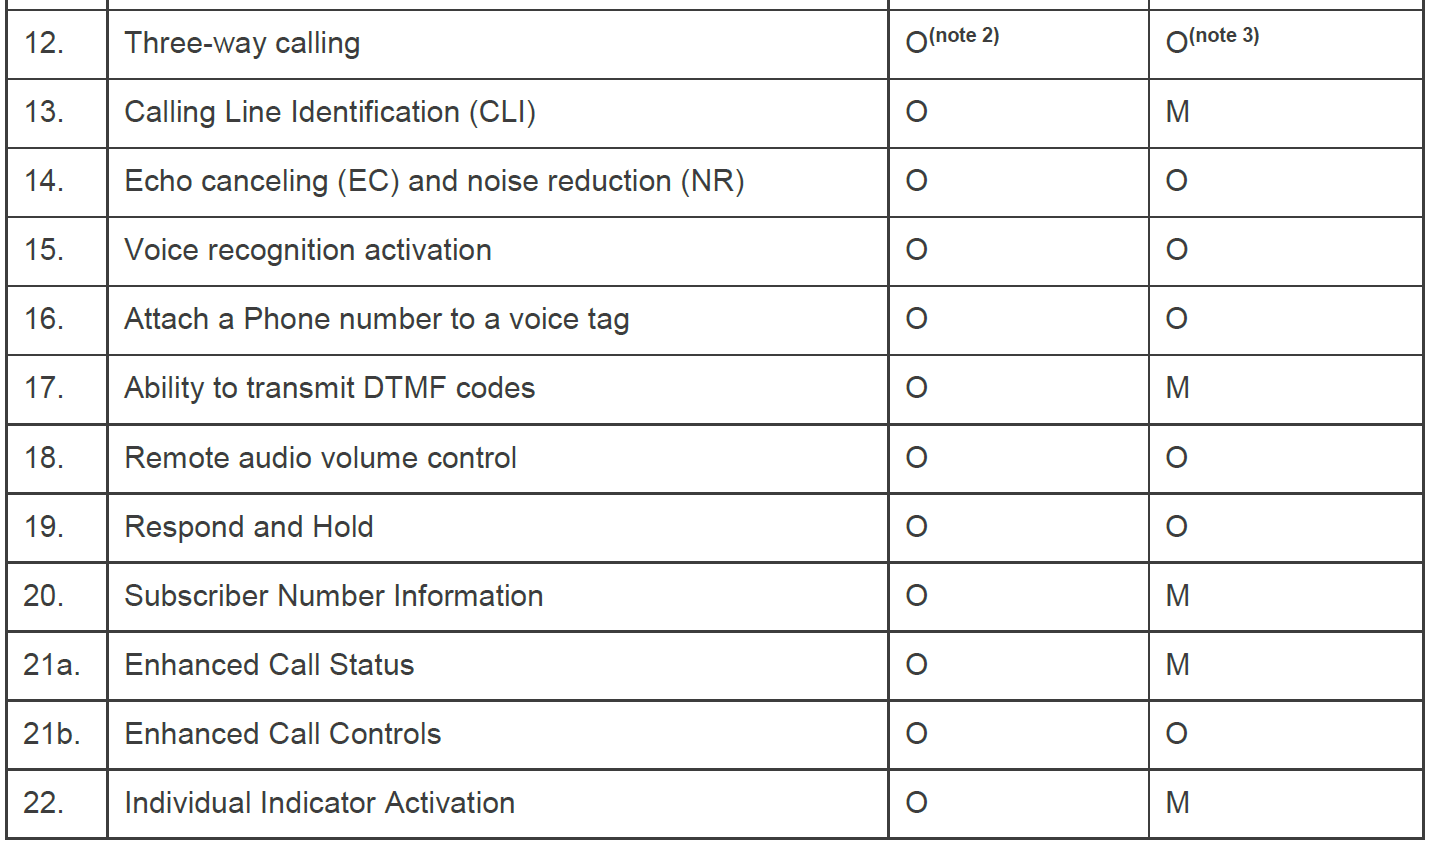 12. Three-way calling O(note 2) O(note 3)
13. Calling Line Identification (CLI) O M
14. Echo canceling (EC) and noise reduction (NR) O O
15. Voice recognition activation O O
16. Attach a Phone number to a voice tag O O
17. Ability to transmit DTMF codes O M
18. Remote audio volume control O O
19. Respond and Hold O O
20. Subscriber Number Information O M
21a. Enhanced Call Status O M
21b. Enhanced Call Controls O O
22. Individual Indicator Activation O M